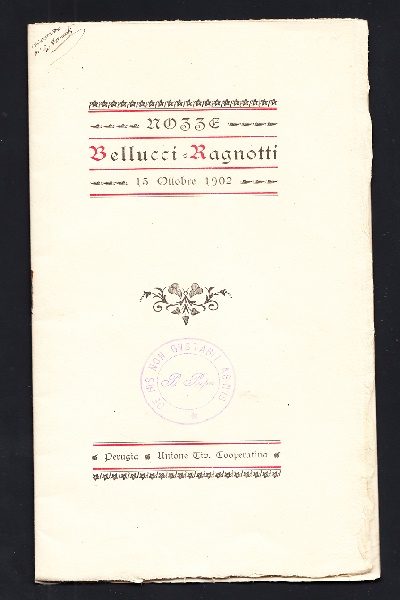 NOZZE
Bellucci-Ragnotti
15 Ottobre 1902
Perugia Unione Tip. Cooperativa